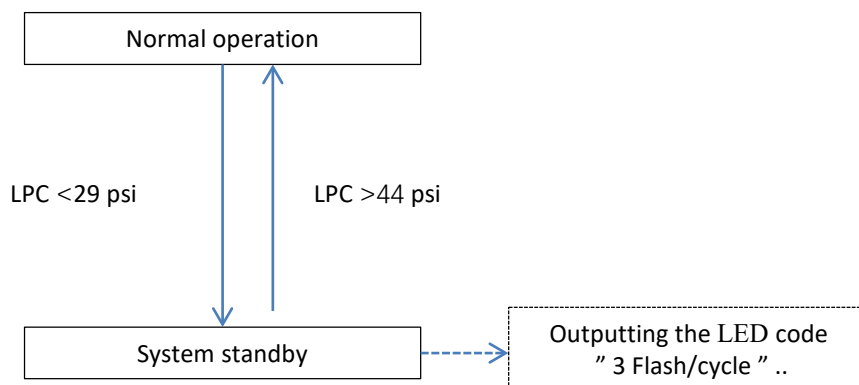 Normal operation
LPC <29 psi
LPC >44 psi
System standby
Outputting the LED code
” 3 Flash/cycle ” ..